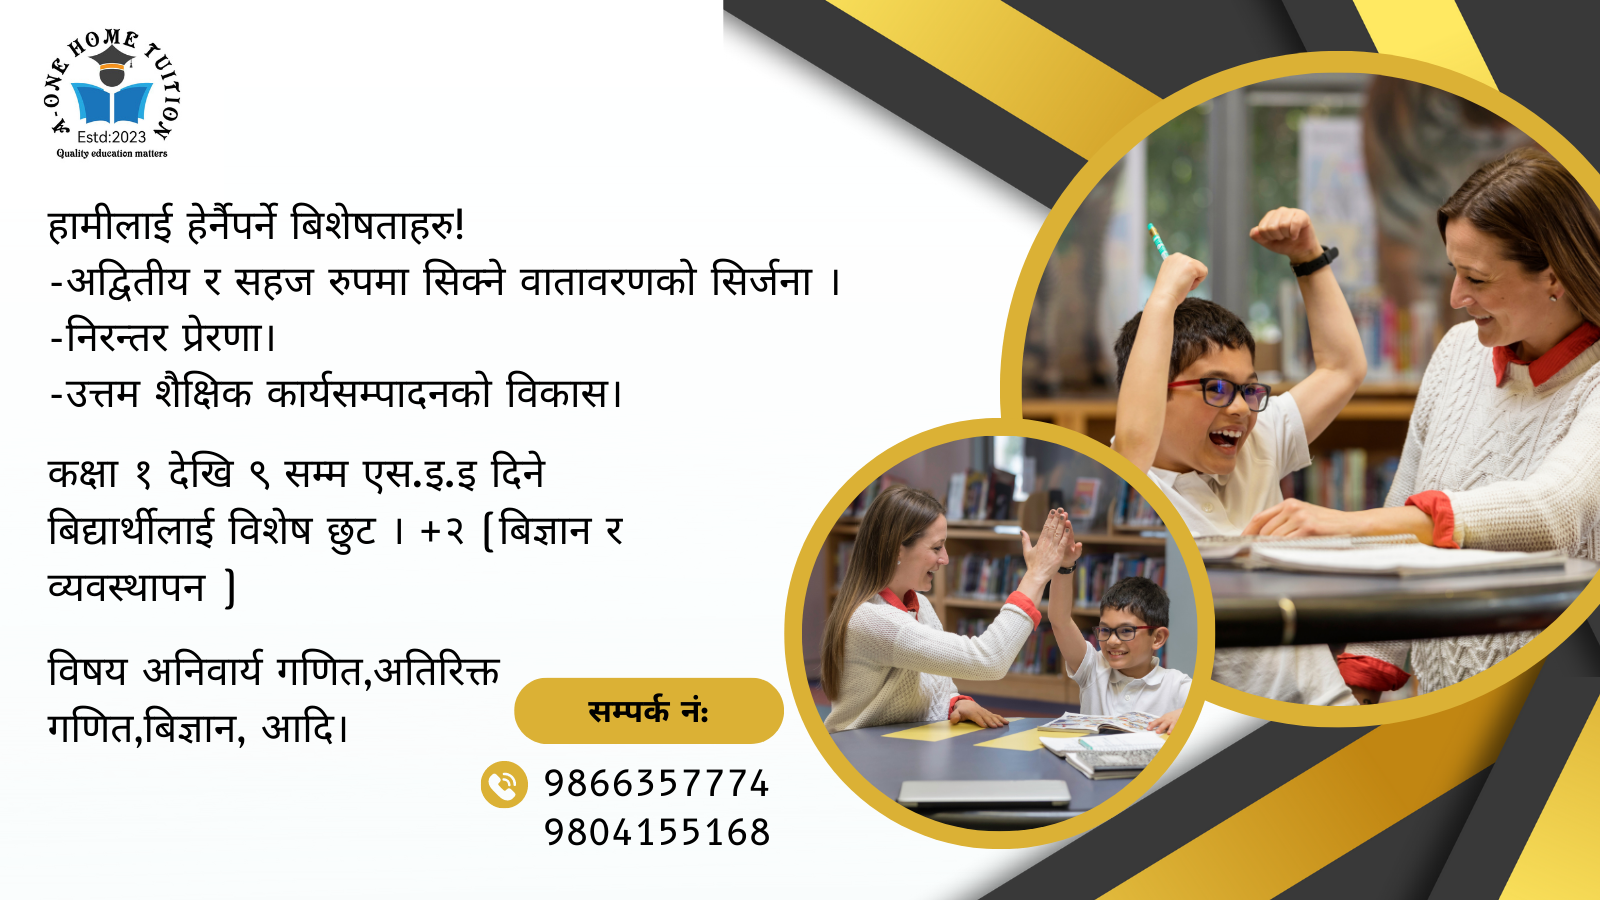 A-ONE HOME TUITION
Estd:2023
Quality education matters
हामीलाई हेर्नैपर्ने बिशेषताहरु!
-अद्वितीय र सहज रुपमा सिक्ने वातावरणको सिर्जना ।
-निरन्तर प्रेरणा।
-उत्तम शैक्षिक कार्यसम्पादनको विकास।
कक्षा १ देखि ९ सम्म एस.इ.इ दिने
बिद्यार्थीलाई विशेष छुट । +२ (बिज्ञान र
व्यवस्थापन )
विषय अनिवार्य गणित,अतिरिक्त
गणित,बिज्ञान, आदि।
सम्पर्क नं:
9866357774
9804155168